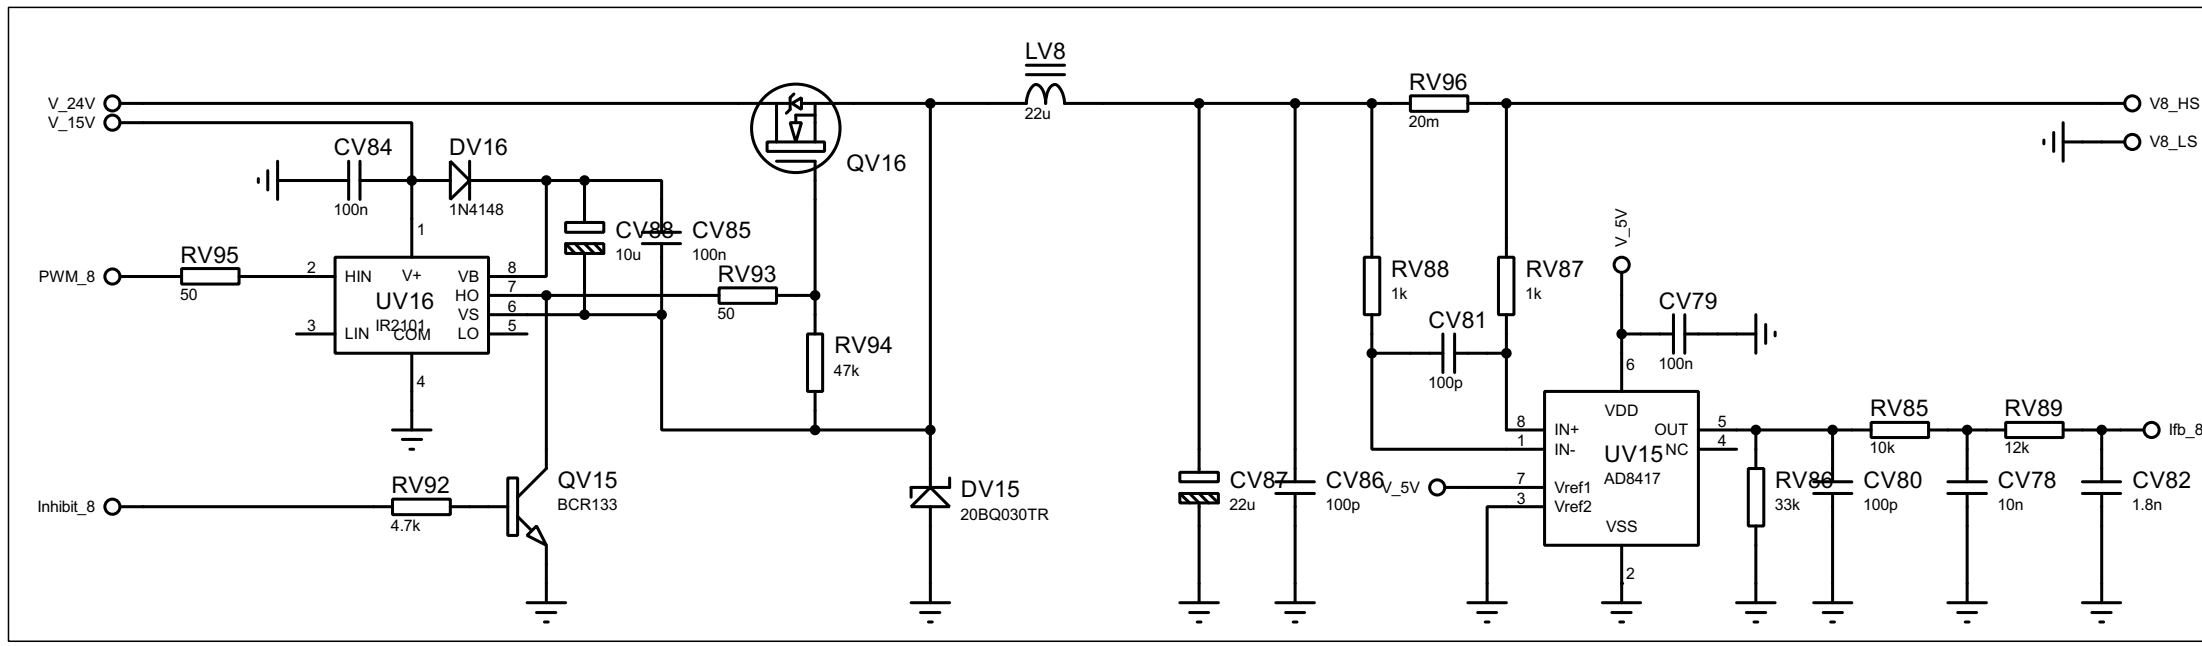 LV8
22u
RV96
20m
V_24V
V_15V
V8_HS
V8_LS
CV84
100n
DV16
1N4148
QV16
1
CV88
10u
CV85
100n
V_5V
RV95
50
PWM_8
2
HIN
V+
VB
8
UV16
IR2101
HO
7
VS
6
3
LIN
COM
LO
5
4
RV93
50
RV94
47k
RV88
1k
RV87
1k
CV81
100p
CV79
100n
6
VDD
8
IN+
1
IN-
OUT
5
NC
4
UV15
AD8417
V_5V
7
Vref1
3
Vref2
VSS
2
RV85
10k
RV89
12k
Ifb_8
RV86
33k
CV80
100p
CV78
10n
CV82
1.8n
Inhibit_8
RV92
4.7k
QV15
BCR133
DV15
20BQ030TR
CV87
22u
CV86
100p